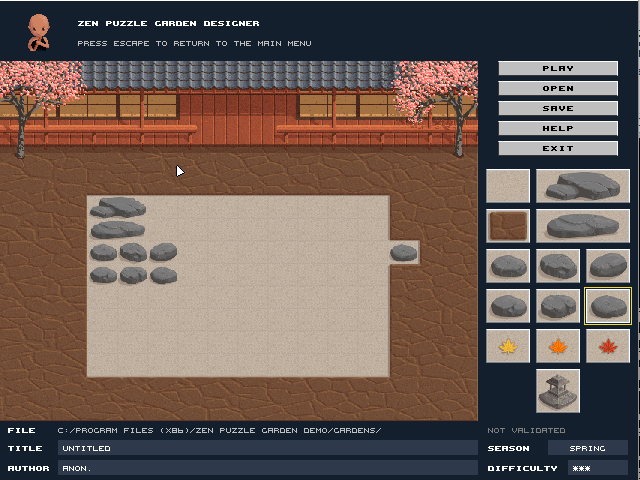 ZEN PUZZLE GARDEN DESIGNER
PRESS ESCAPE TO RETURN TO THE MAIN MENU
PLAY
OPEN
SAVE
HELP
EXIT
FILE C:/PROGRAM FILES (X86)/ZEN PUZZLE GARDEN DEMO/GARDENS/
NOT VALIDATED
TITLE UNTITLED
SEASON SPRING
AUTHOR ANON.
DIFFICULTY ***